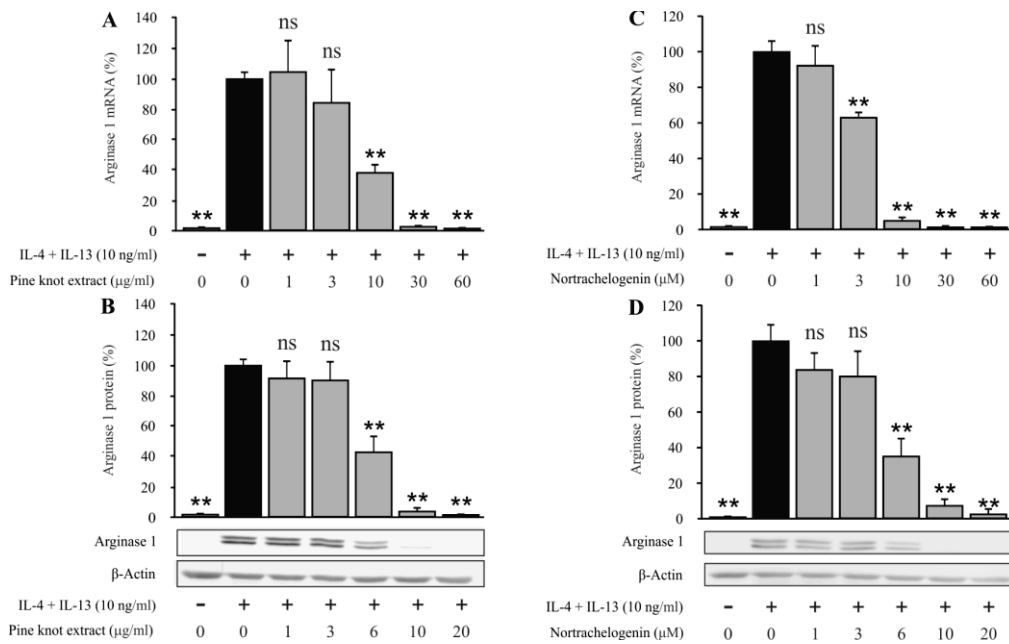 A
140
120
100
80
60
40
20
0
Arginase 1 mRNA (%)
** ns ns ** ** **
IL-4 + IL-13 (10 ng/ml) - + + + + + +
Pine knot extract (µg/ml) 0 0 1 3 10 30 60
B
140
120
100
80
60
40
20
0
Arginase 1 protein (%)
** ns ns ** ** **
Arginase 1
β-Actin
IL-4 + IL-13 (10 ng/ml) - + + + + + +
Pine knot extract (µg/ml) 0 0 1 3 6 10 20
C
120
100
80
60
40
20
0
Arginase 1 mRNA (%)
** ns ** ** ** **
IL-4 + IL-13 (10 ng/ml) - + + + + + +
Nortrachelogenin (µM) 0 0 1 3 10 30 60
D
120
100
80
60
40
20
0
Arginase 1 protein (%)
** ns ns ** ** **
Arginase 1
β-Actin
IL-4 + IL-13 (10 ng/ml) - + + + + + +
Nortrachelogenin (µM) 0 0 1 3 6 10 20